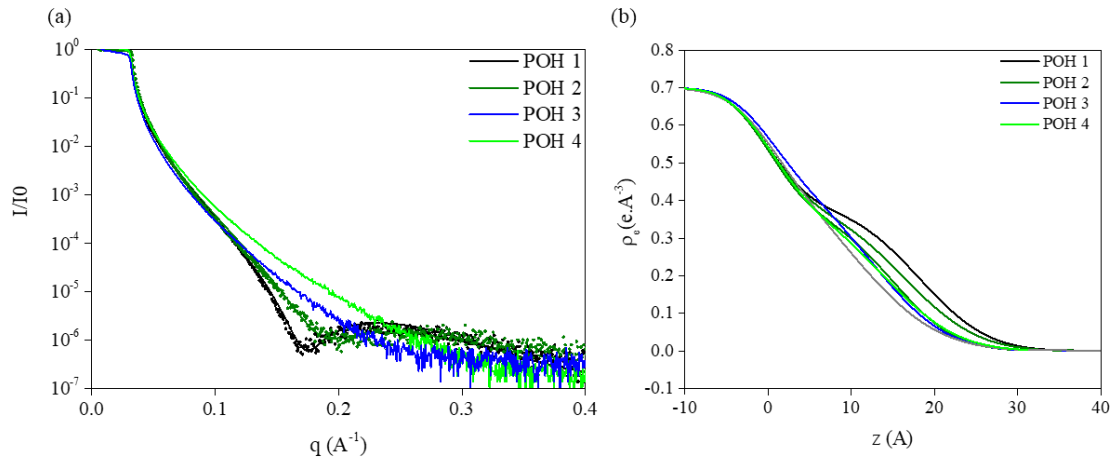 (a)
I/I0
10⁰
10⁻¹
10⁻²
10⁻³
10⁻⁴
10⁻⁵
10⁻⁶
10⁻⁷
POH 1
POH 2
POH 3
POH 4
0.0 0.1 0.2 0.3 0.4
q (A⁻¹)
(b)
ρₑ(e.A⁻³)
0.8
0.7
0.6
0.5
0.4
0.3
0.2
0.1
0.0
-0.1
POH 1
POH 2
POH 3
POH 4
-10 0 10 20 30 40
z (A)